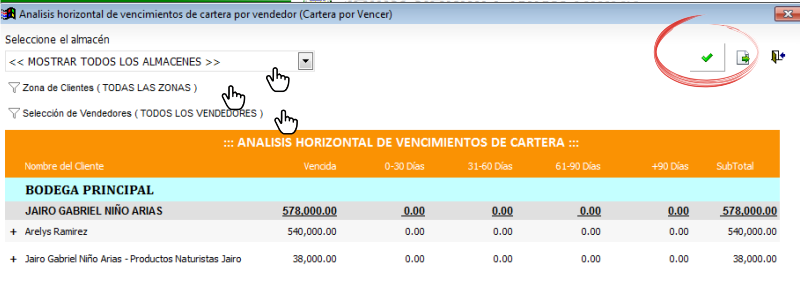 Analisis horizontal de vencimientos de cartera por vendedor (Cartera por Vencer)
Seleccione el almacén
<< MOSTRAR TODOS LOS ALMACENES >>
Zona de Clientes ( TODAS LAS ZONAS )
Selección de Vendedores ( TODOS LOS VENDEDORES )
::: ANALISIS HORIZONTAL DE VENCIMIENTOS DE CARTERA :::
Nombre del Cliente Vencida 0-30 Días 31-60 Días 61-90 Días +90 Días SubTotal
BODEGA PRINCIPAL
JAIRO GABRIEL NIÑO ARIAS 578,000.00 0.00 0.00 0.00 0.00 578,000.00
+ Arelys Ramirez 540,000.00 0.00 0.00 0.00 0.00 540,000.00
+ Jairo Gabriel Niño Arias - Productos Naturistas Jairo 38,000.00 0.00 0.00 0.00 0.00 38,000.00